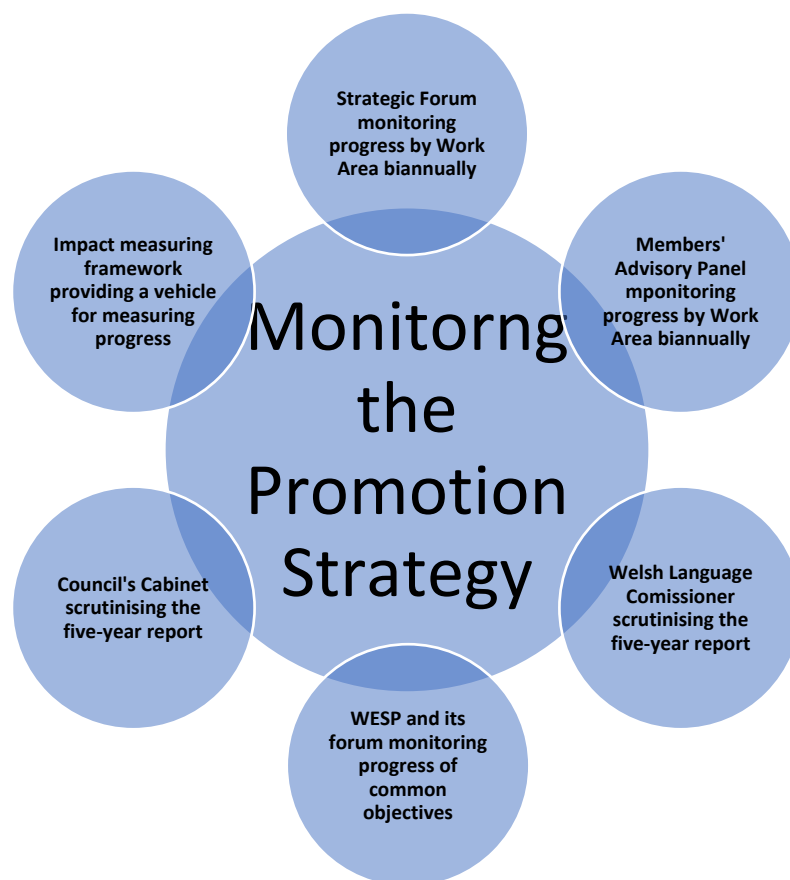 Strategic Forum
monitoring
progress by Work
Area biannually
Members'
Advisory Panel
mponitoring
progress by Work
Area biannually
Welsh Language
Comissioner
scrutinising the
five-year report
WESP and its
forum monitoring
progress of
common
objectives
Council's Cabinet
scrutinising the
five-year report
Impact measuring
framework
providing a vehicle
for measuring
progress
Monitorng
the
Promotion
Strategy